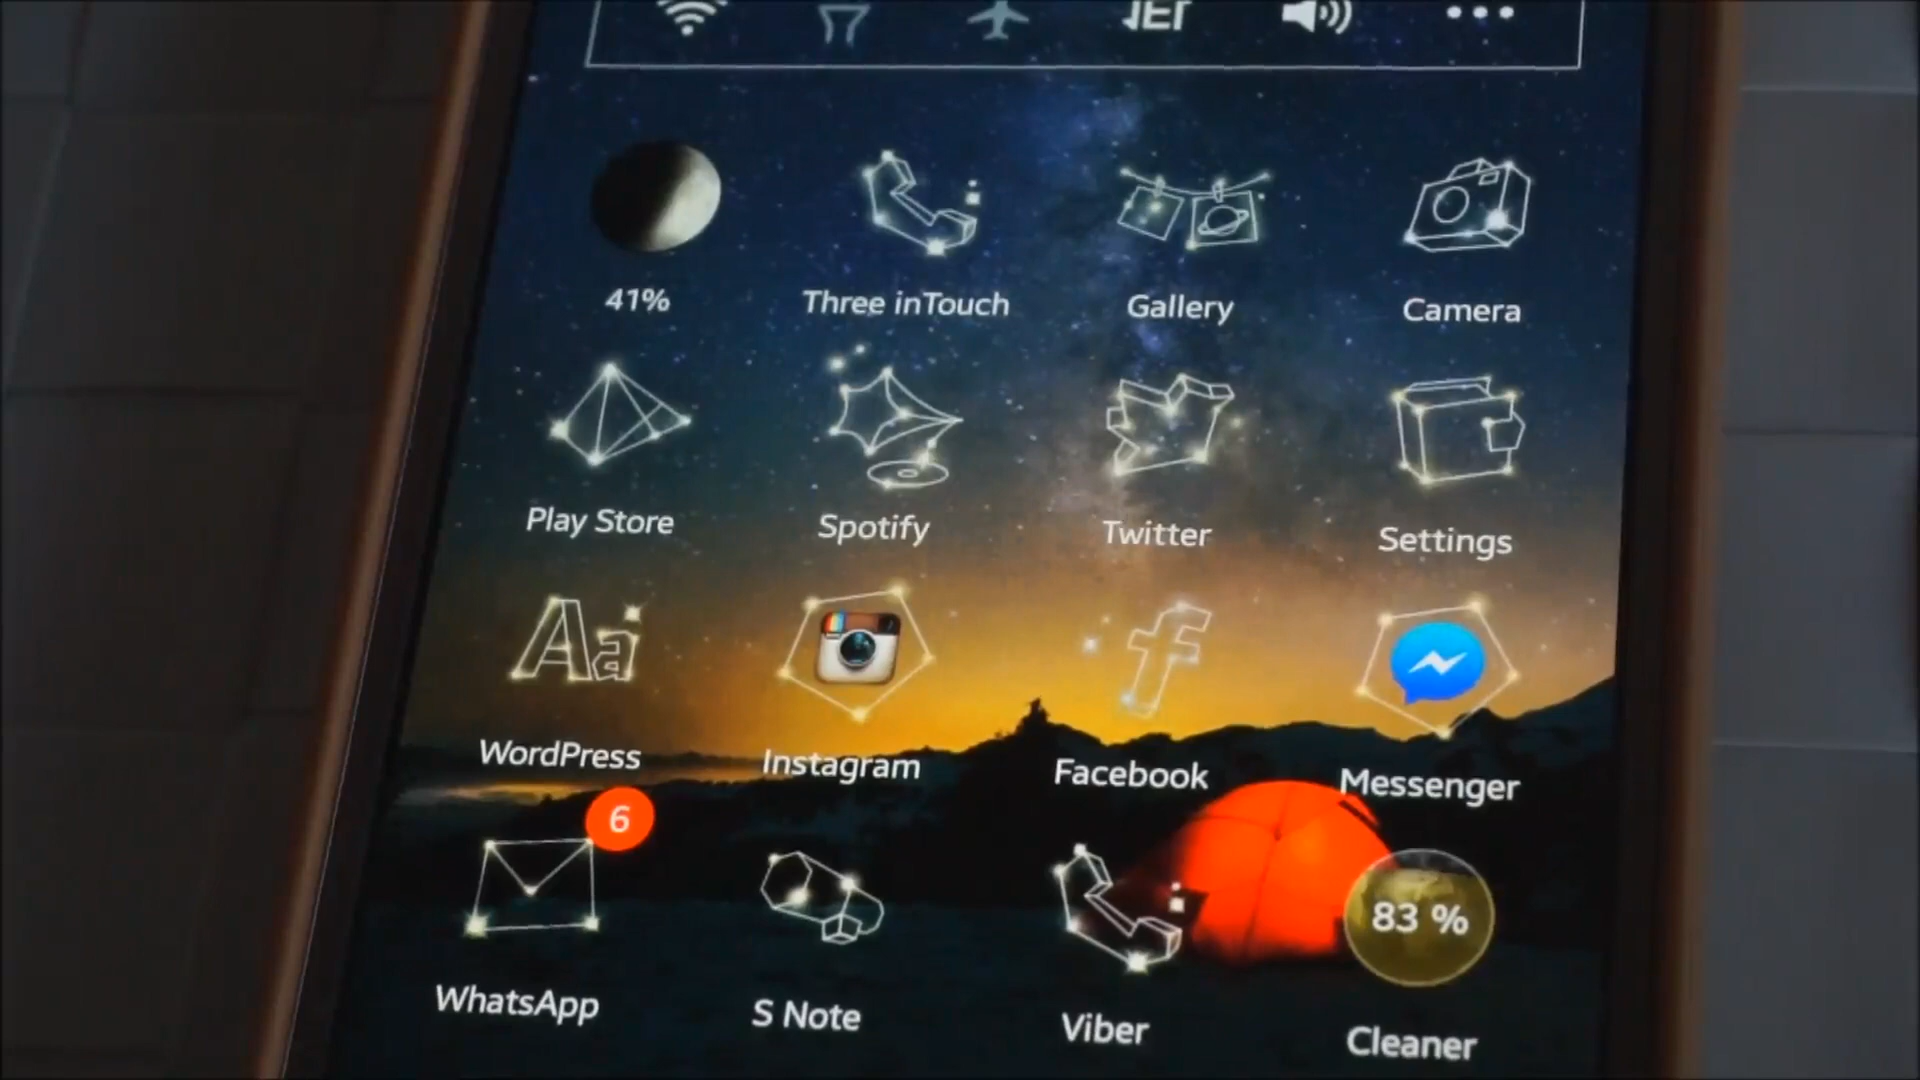 41%
Three inTouch
Gallery
Camera
Play Store
Spotify
Twitter
Settings
Aa
WordPress
Instagram
f
Facebook
Messenger
6
83 %
WhatsApp
S Note
Viber
Cleaner